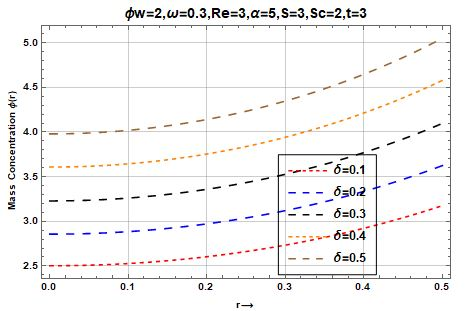 ϕw=2,ω=0.3,Re=3,α=5,S=3,Sc=2,t=3
Mass Concentration ϕ(r)
5.0
4.5
4.0
3.5
3.0
2.5
δ=0.1
δ=0.2
δ=0.3
δ=0.4
δ=0.5
0.0 0.1 0.2 0.3 0.4 0.5
r→